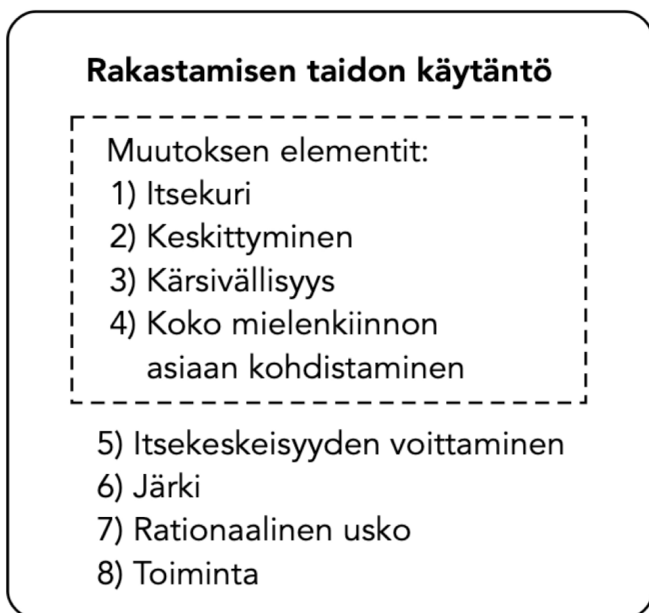 Rakastamisen taidon käytäntö
Muutoksen elementit:
1) Itsekuri
2) Keskittyminen
3) Kärsivällisyys
4) Koko mielenkiinnon
asiaan kohdistaminen
5) Itsekeskeisyyden voittaminen
6) Järki
7) Rationaalinen usko
8) Toiminta